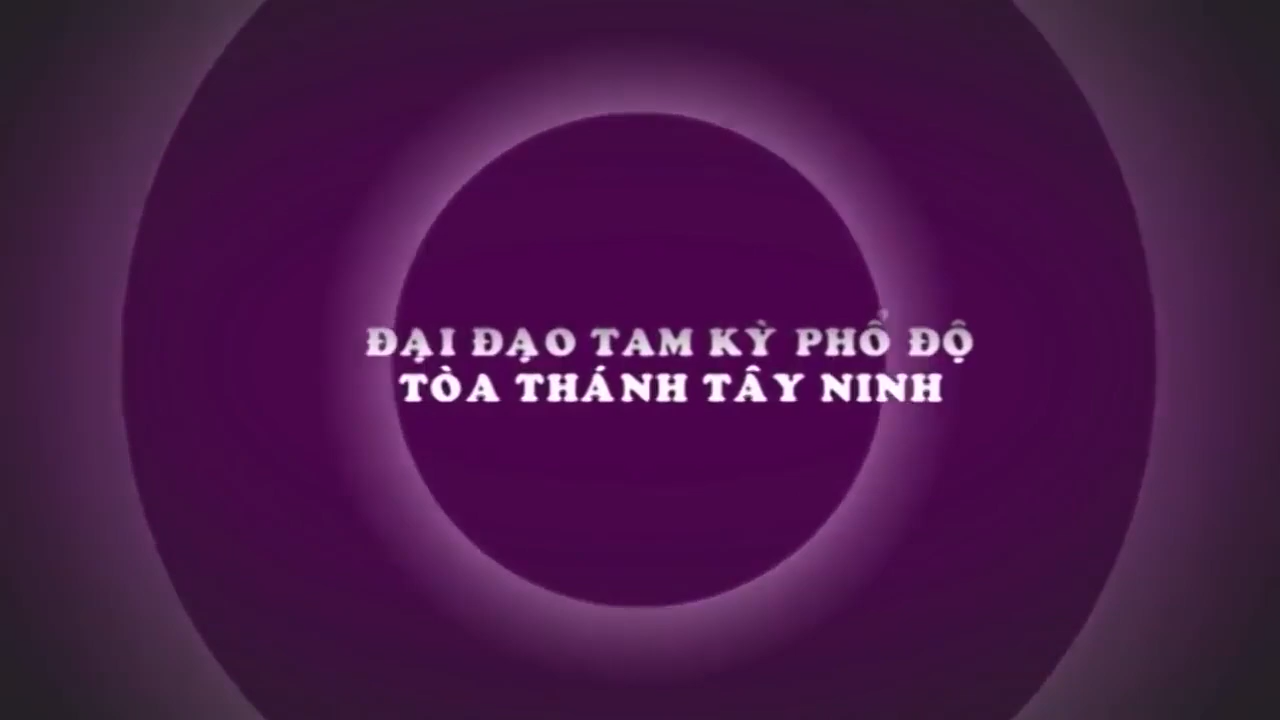 ĐẠI ĐẠO TAM KỲ PHỔ ĐỘ
TÒA THÁNH TÂY NINH